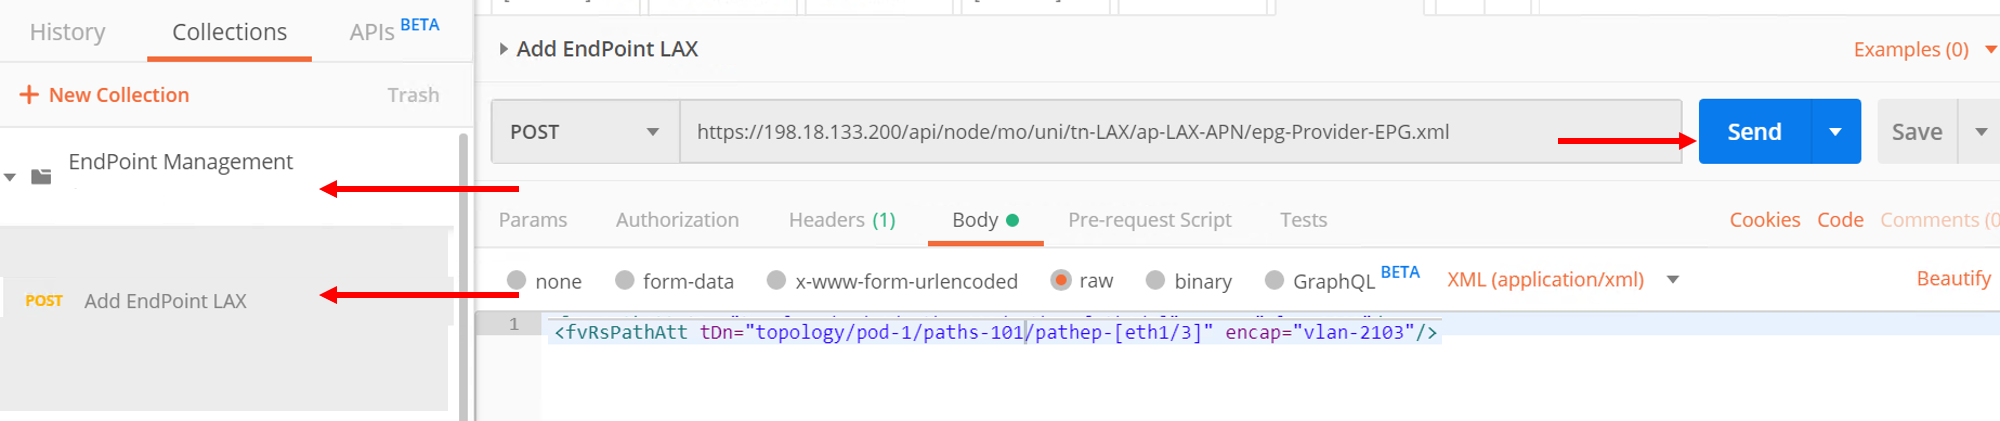 History Collections APIs BETA
+ New Collection Trash
EndPoint Management
POST Add EndPoint LAX
Add EndPoint LAX Examples (0)
POST https://198.18.133.200/api/node/mo/uni/tn-LAX/ap-LAX-APN/epg-Provider-EPG.xml Send Save
Params Authorization Headers (1) Body Pre-request Script Tests Cookies Code Comments (0
none form-data x-www-form-urlencoded raw binary GraphQL BETA XML (application/xml) Beautify
1 <fvRsPathAtt tDn="topology/pod-1/paths-101/pathep-[eth1/3]" encap="vlan-2103"/>